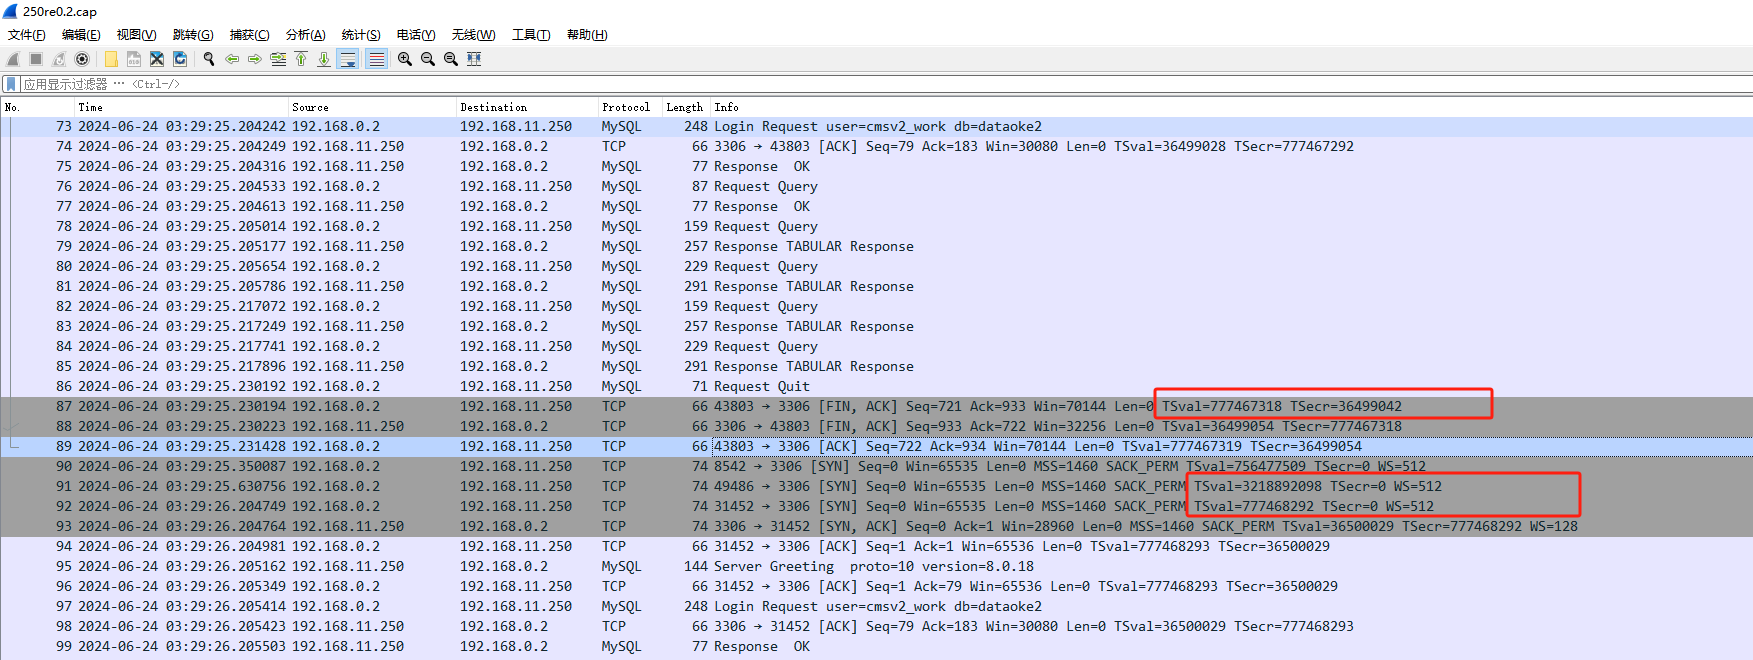 250re0.2.cap
文件(F) 编辑(E) 视图(V) 跳转(G) 捕获(C) 分析(A) 统计(S) 电话(Y) 无线(W) 工具(T) 帮助(H)
应用显示过滤器 … <Ctrl-/>
No. Time Source Destination Protocol Length Info
73 2024-06-24 03:29:25.204242 192.168.0.2 192.168.11.250 MySQL 248 Login Request user=cmsv2_work db=dataoke2
74 2024-06-24 03:29:25.204249 192.168.11.250 192.168.0.2 TCP 66 3306 → 43803 [ACK] Seq=79 Ack=183 Win=30080 Len=0 TSval=36499028 TSecr=777467292
75 2024-06-24 03:29:25.204316 192.168.11.250 192.168.0.2 MySQL 77 Response OK
76 2024-06-24 03:29:25.204533 192.168.0.2 192.168.11.250 MySQL 87 Request Query
77 2024-06-24 03:29:25.204613 192.168.11.250 192.168.0.2 MySQL 77 Response OK
78 2024-06-24 03:29:25.205014 192.168.0.2 192.168.11.250 MySQL 159 Request Query
79 2024-06-24 03:29:25.205177 192.168.11.250 192.168.0.2 MySQL 257 Response TABULAR Response
80 2024-06-24 03:29:25.205654 192.168.0.2 192.168.11.250 MySQL 229 Request Query
81 2024-06-24 03:29:25.205786 192.168.11.250 192.168.0.2 MySQL 291 Response TABULAR Response
82 2024-06-24 03:29:25.217072 192.168.0.2 192.168.11.250 MySQL 159 Request Query
83 2024-06-24 03:29:25.217249 192.168.11.250 192.168.0.2 MySQL 257 Response TABULAR Response
84 2024-06-24 03:29:25.217741 192.168.0.2 192.168.11.250 MySQL 229 Request Query
85 2024-06-24 03:29:25.217896 192.168.11.250 192.168.0.2 MySQL 291 Response TABULAR Response
86 2024-06-24 03:29:25.230192 192.168.0.2 192.168.11.250 MySQL 71 Request Quit
87 2024-06-24 03:29:25.230194 192.168.0.2 192.168.11.250 TCP 66 43803 → 3306 [FIN, ACK] Seq=721 Ack=933 Win=70144 Len=0 TSval=777467318 TSecr=36499042
88 2024-06-24 03:29:25.230223 192.168.11.250 192.168.0.2 TCP 66 3306 → 43803 [FIN, ACK] Seq=933 Ack=722 Win=32256 Len=0 TSval=36499054 TSecr=777467318
89 2024-06-24 03:29:25.231428 192.168.0.2 192.168.11.250 TCP 66 43803 → 3306 [ACK] Seq=722 Ack=934 Win=70144 Len=0 TSval=777467319 TSecr=36499054
90 2024-06-24 03:29:25.350087 192.168.0.2 192.168.11.250 TCP 74 8542 → 3306 [SYN] Seq=0 Win=65535 Len=0 MSS=1460 SACK_PERM TSval=756477509 TSecr=0 WS=512
91 2024-06-24 03:29:25.630756 192.168.0.2 192.168.11.250 TCP 74 49486 → 3306 [SYN] Seq=0 Win=65535 Len=0 MSS=1460 SACK_PERM TSval=3218892098 TSecr=0 WS=512
92 2024-06-24 03:29:26.204749 192.168.0.2 192.168.11.250 TCP 74 31452 → 3306 [SYN] Seq=0 Win=65535 Len=0 MSS=1460 SACK_PERM TSval=777468292 TSecr=0 WS=512
93 2024-06-24 03:29:26.204764 192.168.11.250 192.168.0.2 TCP 74 3306 → 31452 [SYN, ACK] Seq=0 Ack=1 Win=28960 Len=0 MSS=1460 SACK_PERM TSval=36500029 TSecr=777468292 WS=128
94 2024-06-24 03:29:26.204981 192.168.0.2 192.168.11.250 TCP 66 31452 → 3306 [ACK] Seq=1 Ack=1 Win=65536 Len=0 TSval=777468293 TSecr=36500029
95 2024-06-24 03:29:26.205162 192.168.11.250 192.168.0.2 MySQL 144 Server Greeting proto=10 version=8.0.18
96 2024-06-24 03:29:26.205349 192.168.0.2 192.168.11.250 TCP 66 31452 → 3306 [ACK] Seq=1 Ack=79 Win=65536 Len=0 TSval=777468293 TSecr=36500029
97 2024-06-24 03:29:26.205414 192.168.0.2 192.168.11.250 MySQL 248 Login Request user=cmsv2_work db=dataoke2
98 2024-06-24 03:29:26.205423 192.168.11.250 192.168.0.2 TCP 66 3306 → 31452 [ACK] Seq=79 Ack=183 Win=30080 Len=0 TSval=36500029 TSecr=777468293
99 2024-06-24 03:29:26.205503 192.168.11.250 192.168.0.2 MySQL 77 Response OK